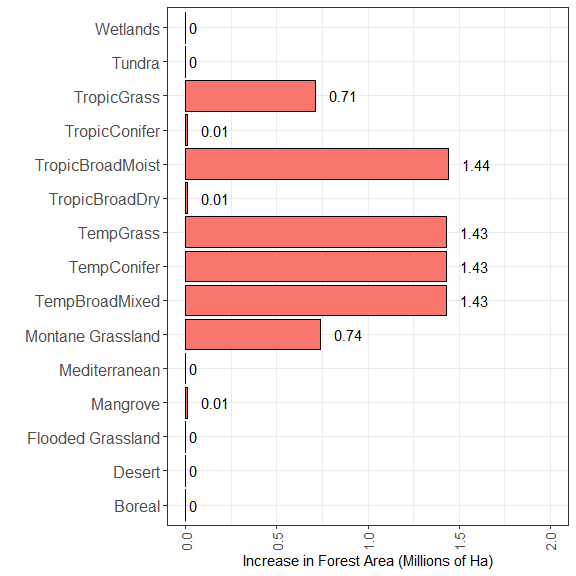 Wetlands 0
Tundra 0
TropicGrass 0.71
TropicConifer 0.01
TropicBroadMoist 1.44
TropicBroadDry 0.01
TempGrass 1.43
TempConifer 1.43
TempBroadMixed 1.43
Montane Grassland 0.74
Mediterranean 0
Mangrove 0.01
Flooded Grassland 0
Desert 0
Boreal 0
0.0 0.5 1.0 1.5 2.0
Increase in Forest Area (Millions of Ha)